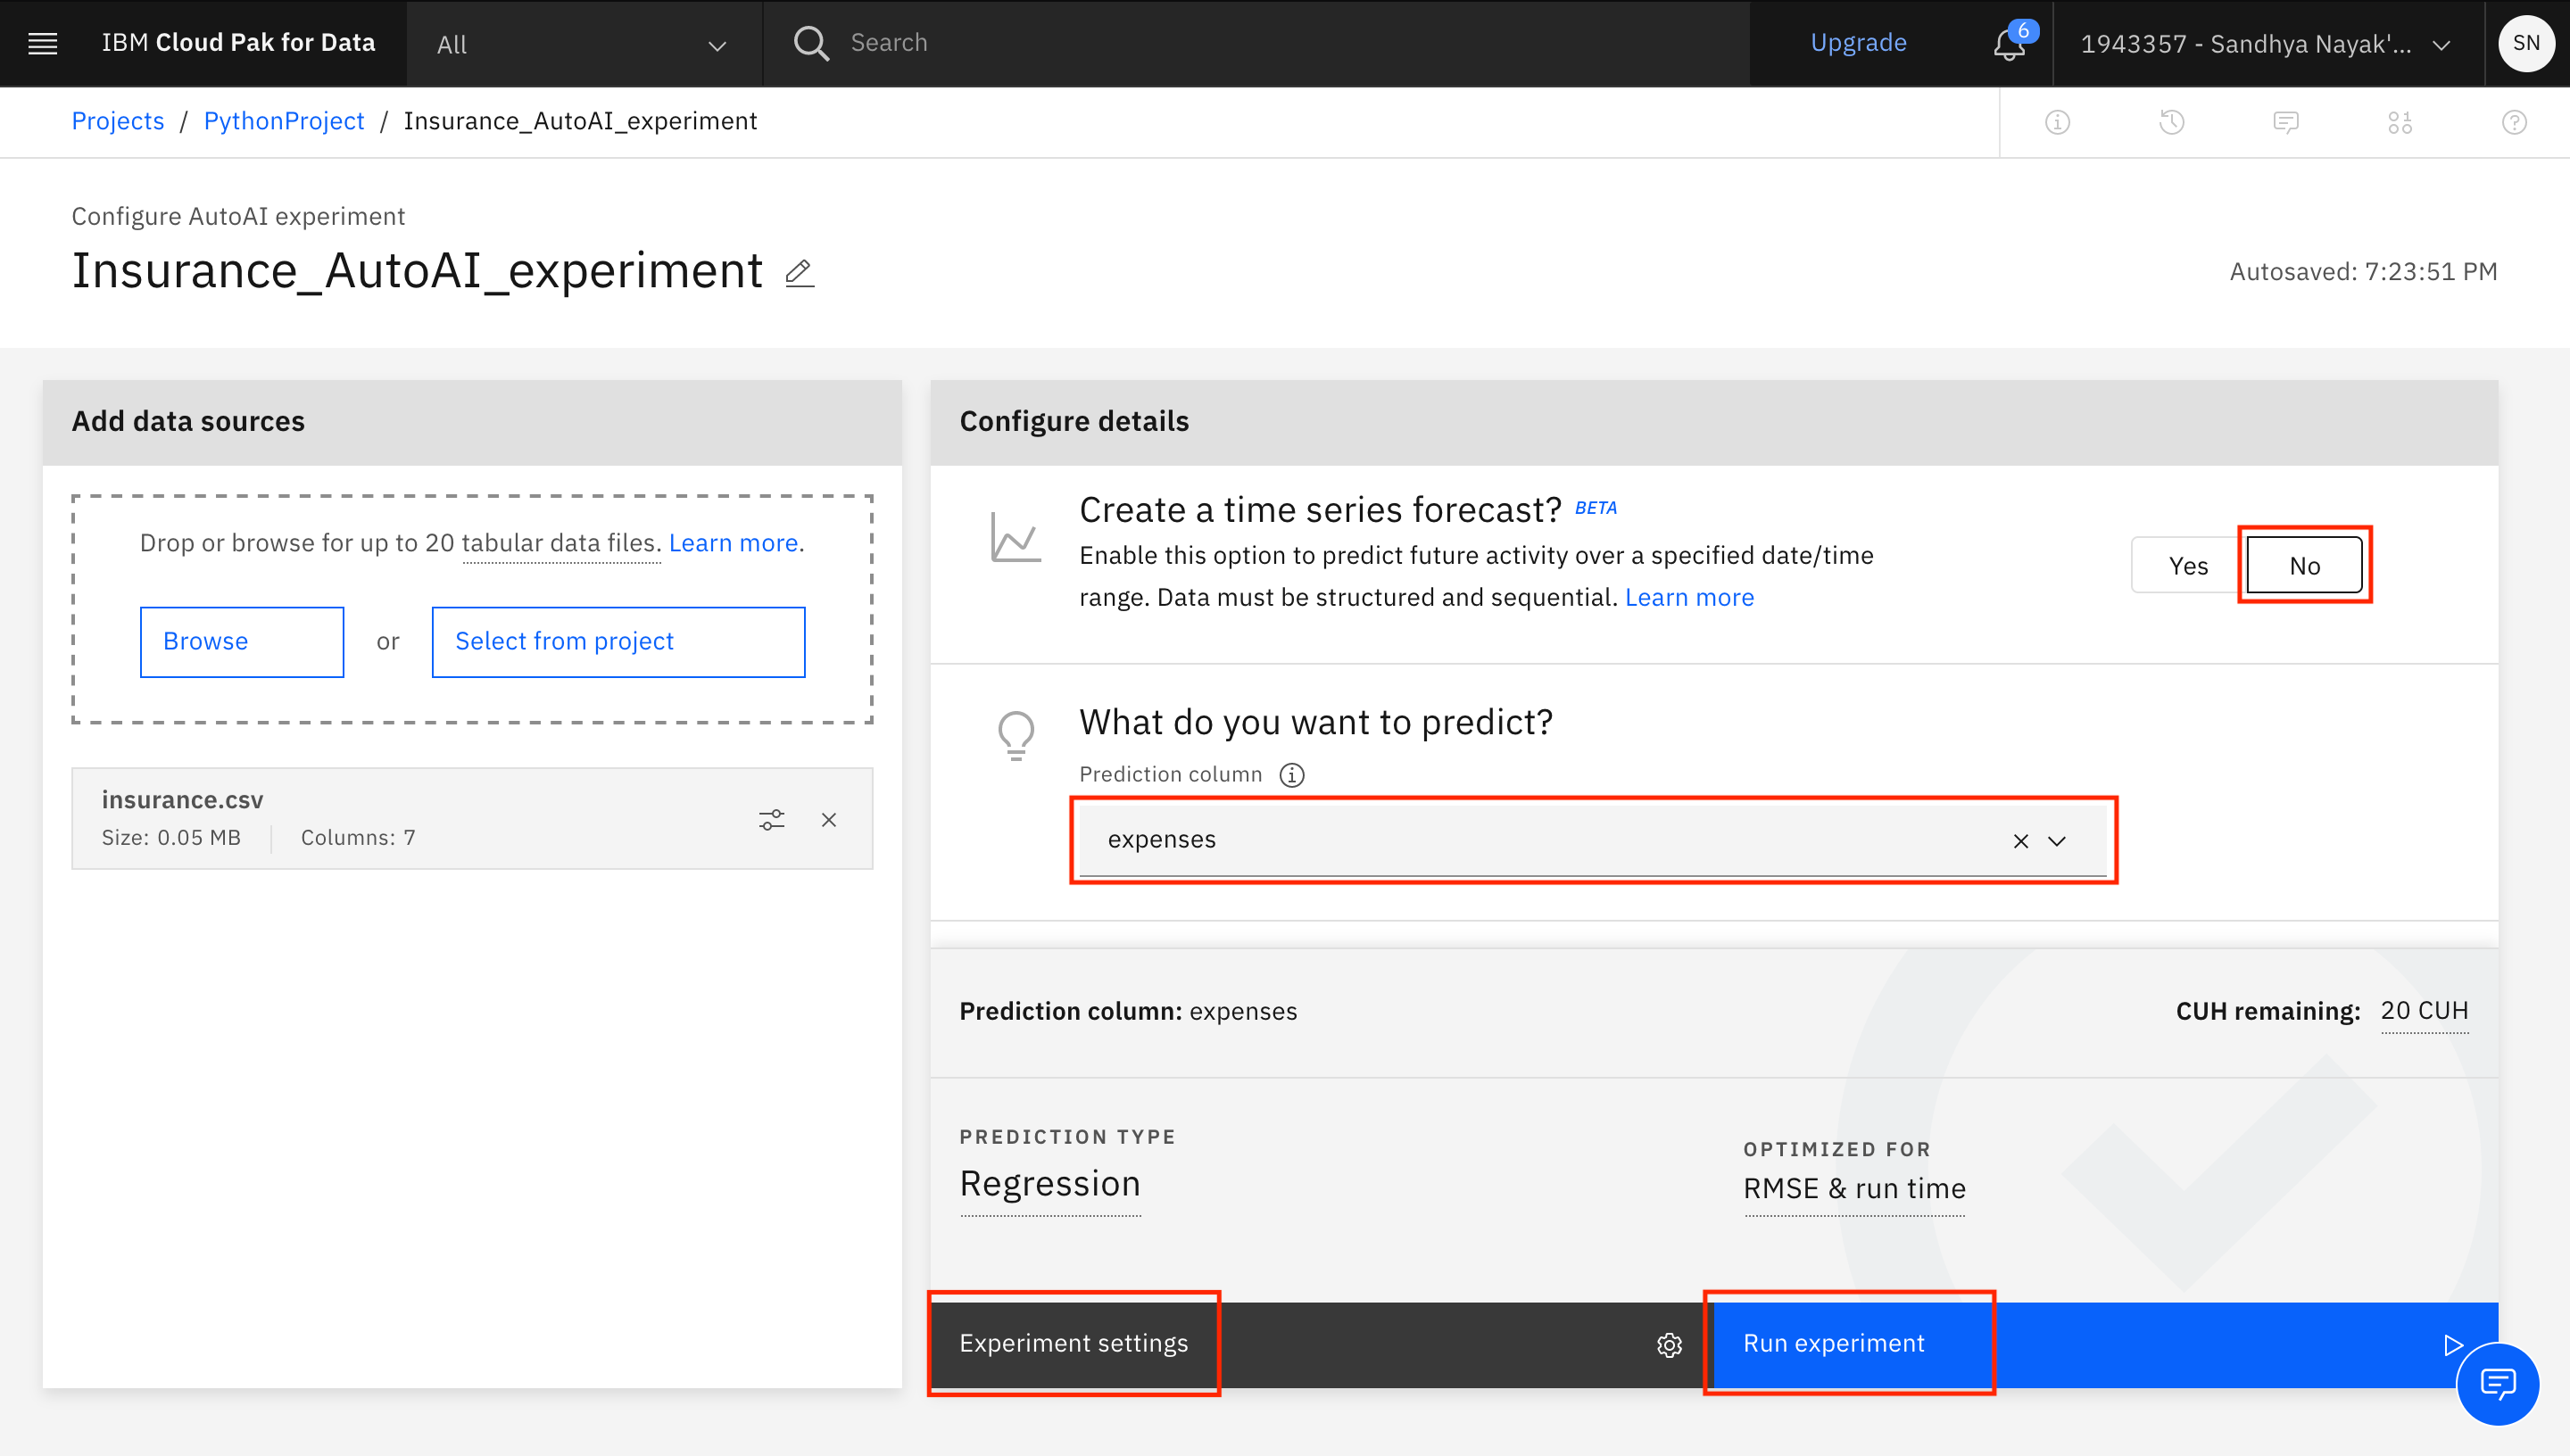 IBM Cloud Pak for Data
All
Search
Upgrade
6
1943357 - Sandhya Nayak'...
SN
Projects / PythonProject / Insurance_AutoAI_experiment
Configure AutoAI experiment
Insurance_AutoAI_experiment
Autosaved: 7:23:51 PM
Add data sources
Drop or browse for up to 20 tabular data files. Learn more.
Browse or Select from project
insurance.csv
Size: 0.05 MB Columns: 7
Configure details
Create a time series forecast? BETA
Enable this option to predict future activity over a specified date/time
range. Data must be structured and sequential. Learn more
Yes No
What do you want to predict?
Prediction column
expenses
Prediction column: expenses
CUH remaining: 20 CUH
PREDICTION TYPE
Regression
OPTIMIZED FOR
RMSE & run time
Experiment settings
Run experiment